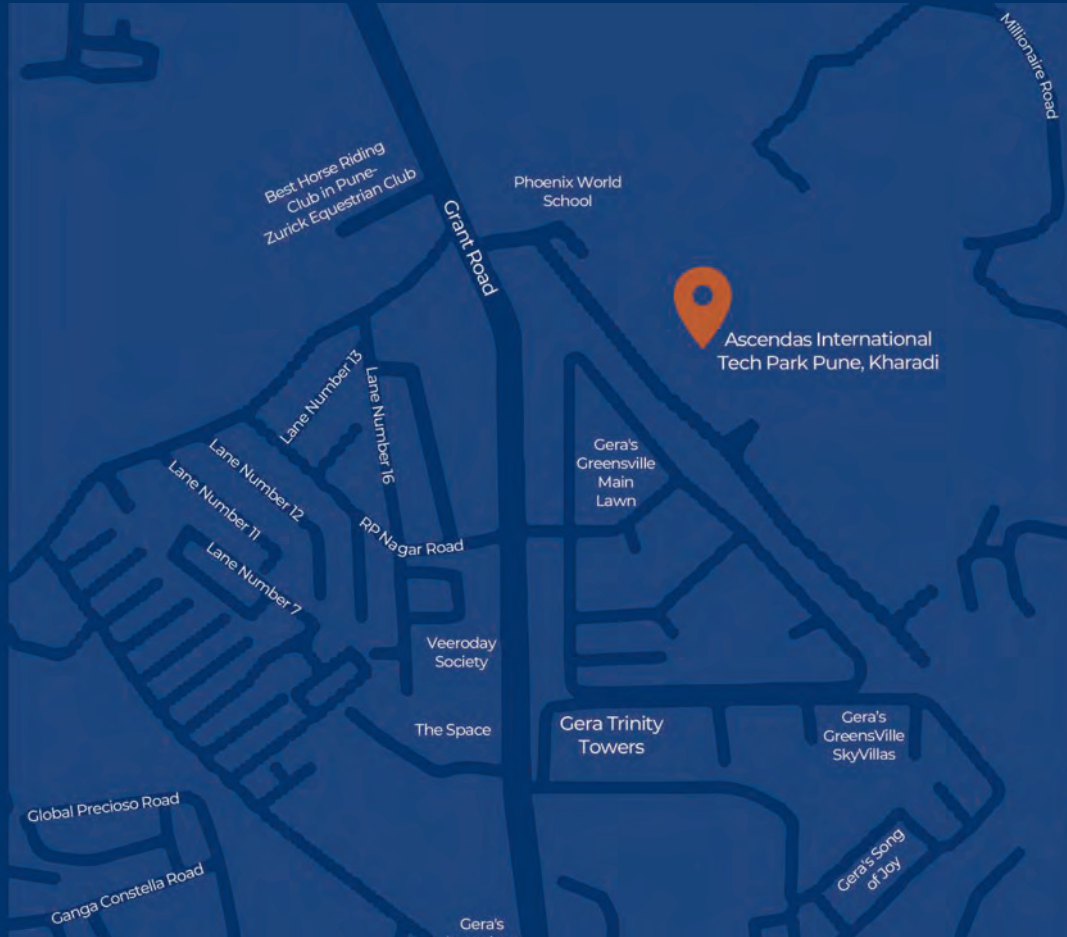 Millionaire Road
Best Horse Riding
Club in Pune-
Zurick Equestrian Club
Phoenix World
School
Grant Road
Ascendas International
Tech Park Pune, Kharadi
Lane Number 13
Lane Number 16
Gera's
Greensville
Main
Lawn
Lane Number 12
Lane Number 11
RP Nagar Road
Lane Number 7
Veeroday
Society
The Space
Gera Trinity
Towers
Gera's
GreensVille
SkyVillas
Global Precioso Road
Gera's Song
of Joy
Ganga Constella Road
Gera's